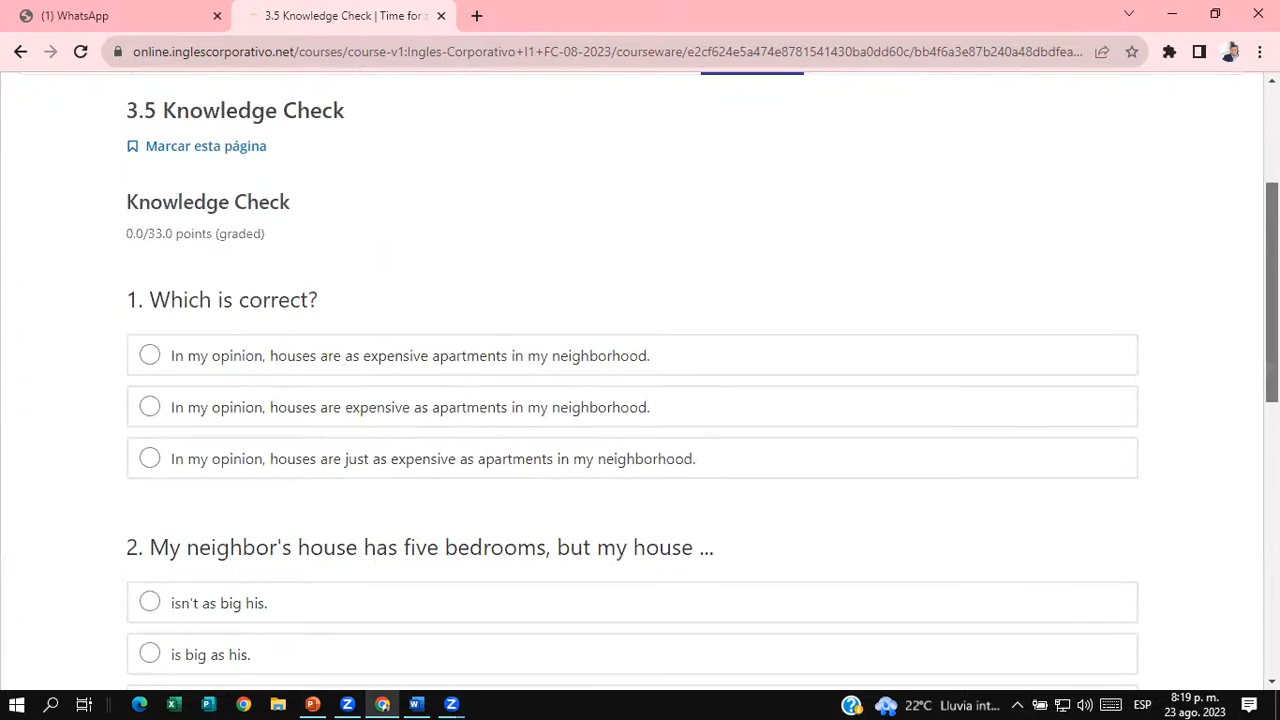 (1) WhatsApp
3.5 Knowledge Check | Time for
online.inglescorporativo.net/courses/course-v1:Ingles-Corporativo+I1+FC-08-2023/courseware/e2cf624e5a474e8781541430ba0dd60c/bb4f6a3e87b240a48dbdfea...
3.5 Knowledge Check
Marcar esta página
Knowledge Check
0.0/33.0 points (graded)
1. Which is correct?
In my opinion, houses are as expensive apartments in my neighborhood.
In my opinion, houses are expensive as apartments in my neighborhood.
In my opinion, houses are just as expensive as apartments in my neighborhood.
2. My neighbor's house has five bedrooms, but my house ...
isn't as big his.
is big as his.
22°C Lluvia int...
ESP
8:19 p. m.
23 ago. 2023